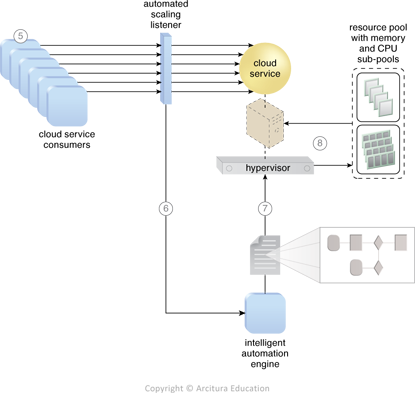 automated
scaling
listener
5
cloud
service
resource pool
with memory
and CPU
sub-pools
cloud service
consumers
8
hypervisor
6
7
intelligent
automation
engine
Copyright © Arcitura Education